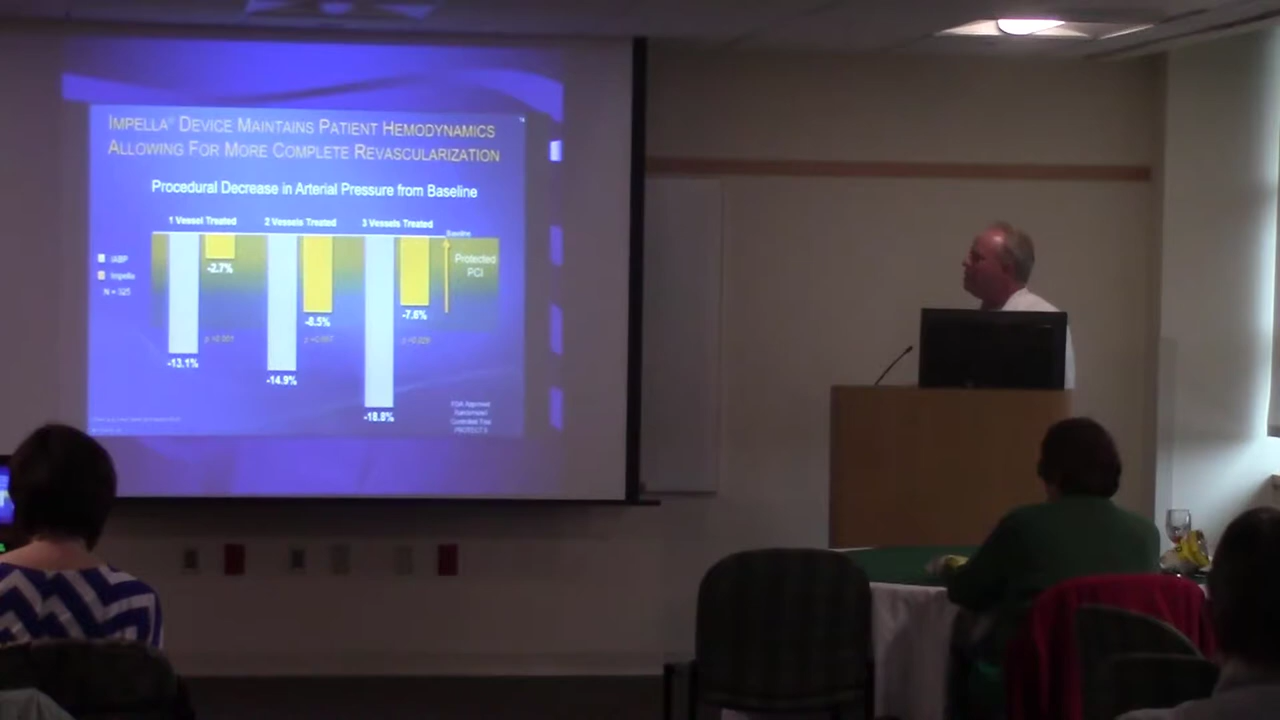 IMPELLA® DEVICE MAINTAINS PATIENT HEMODYNAMICS
ALLOWING FOR MORE COMPLETE REVASCULARIZATION
Procedural Decrease in Arterial Pressure from Baseline
1 Vessel Treated 2 Vessels Treated 3 Vessels Treated
Baseline
IABP
Impella
N = 325
Protected
PCI
-2.7%
-8.5%
-7.6%
-13.1%
-14.9%
-18.8%
FDA Approved
Randomized
Controlled Trial
PROTECT II